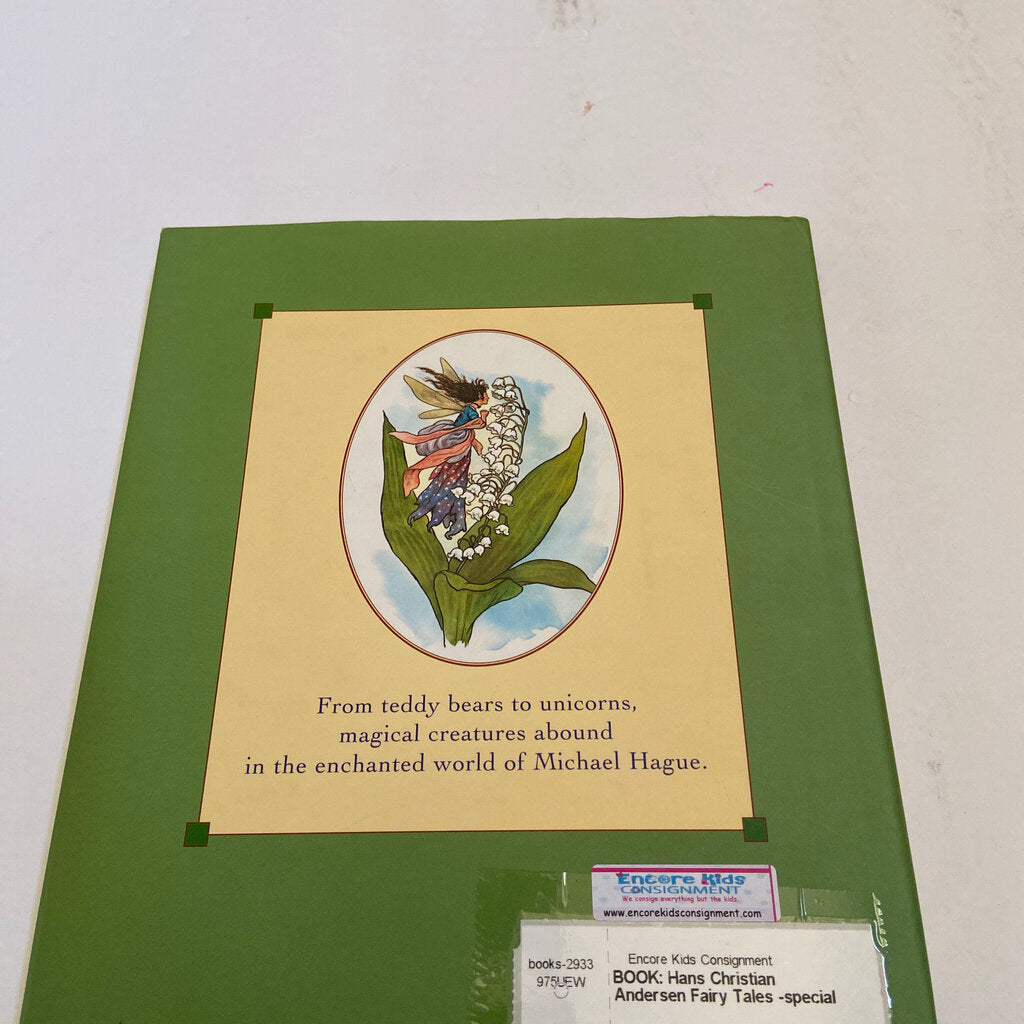 From teddy bears to unicorns,
magical creatures abound
in the enchanted world of Michael Hague.
Encore Kids
CONSIGNMENT
We consign everything but the kids.
www.encorekidsconsignment.com
books-2933
975UEW
Encore Kids Consignment
BOOK: Hans Christian
Andersen Fairy Tales -special